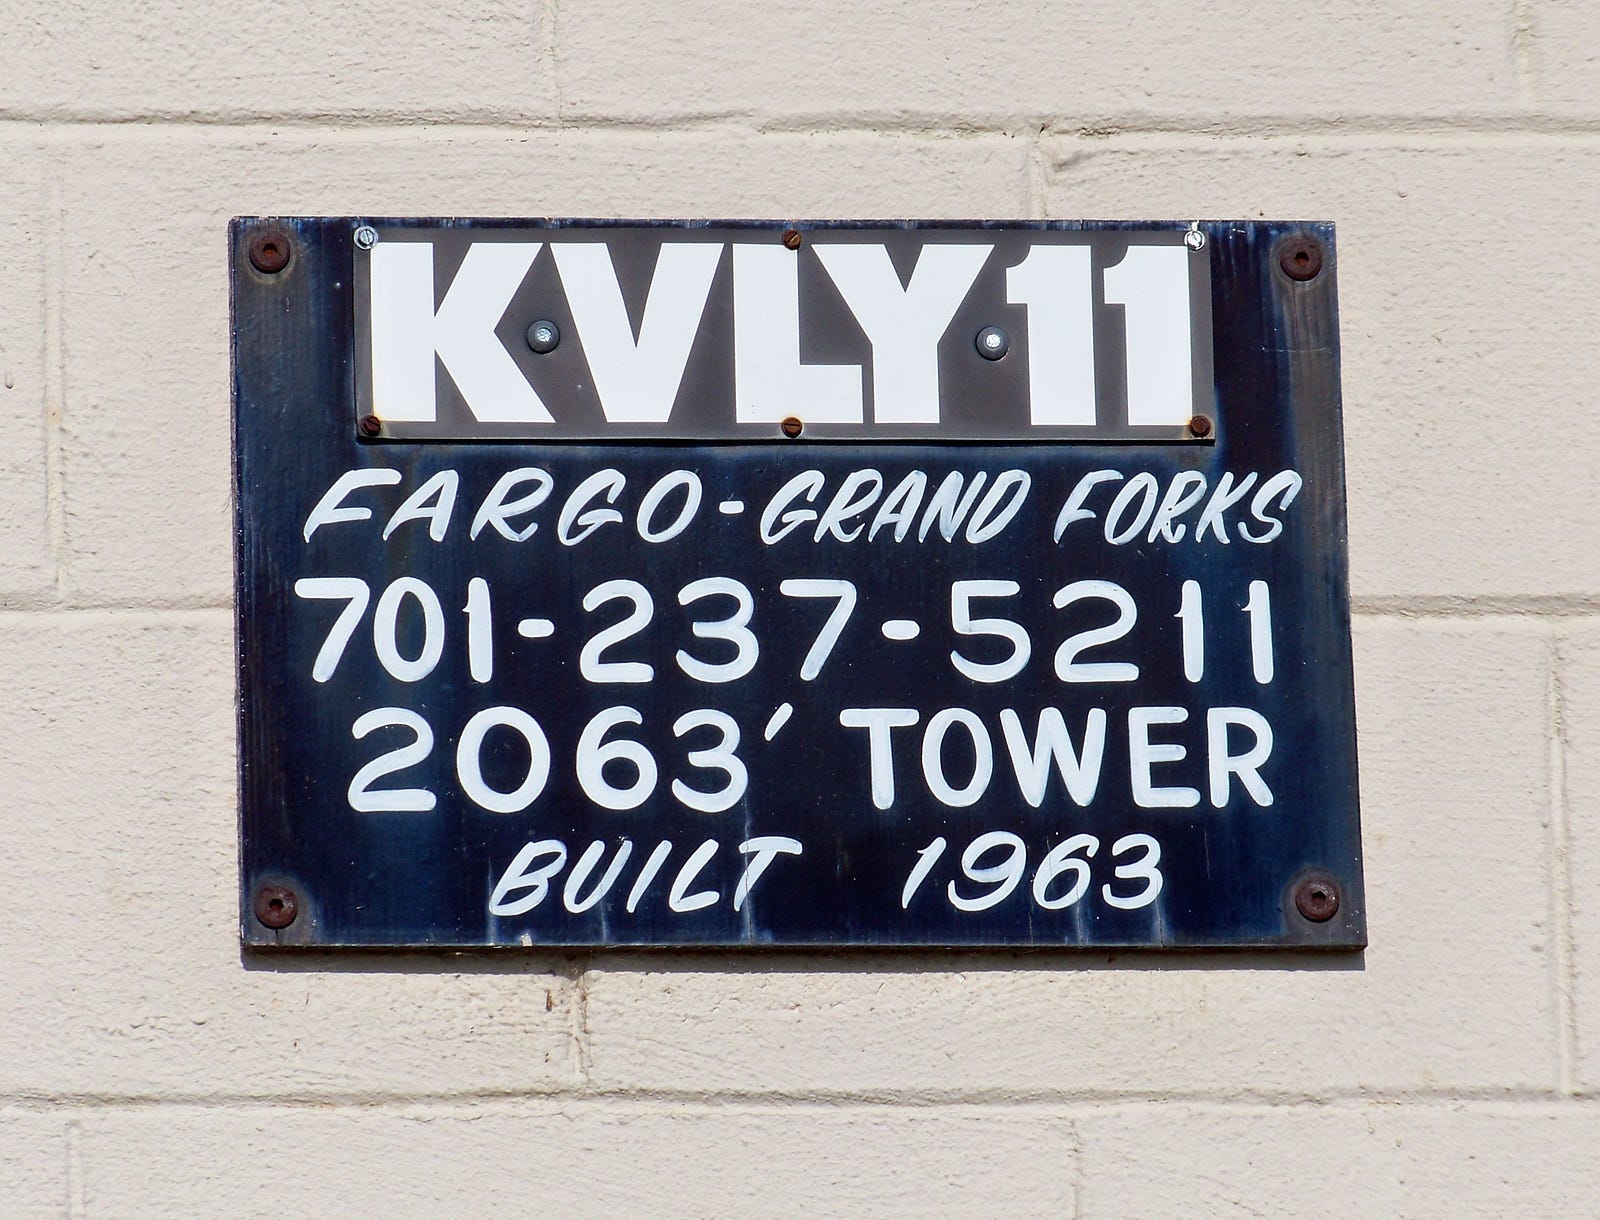 KVLY 11
FARGO-GRAND FORKS
701-237-5211
2063' TOWER
BUILT 1963